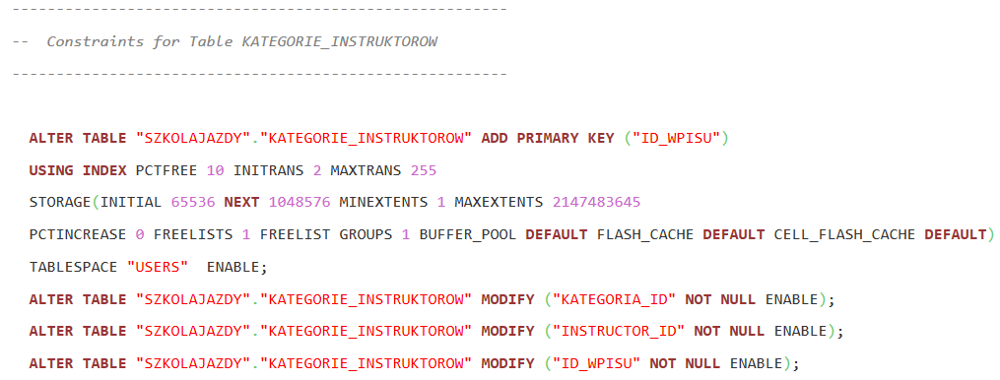 --------------------------------------------------------
--  Constraints for Table KATEGORIE_INSTRUKTOROW
--------------------------------------------------------
ALTER TABLE "SZKOLAJAZDY"."KATEGORIE_INSTRUKTOROW" ADD PRIMARY KEY ("ID_WPISU")
USING INDEX PCTFREE 10 INITRANS 2 MAXTRANS 255
STORAGE(INITIAL 65536 NEXT 1048576 MINEXTENTS 1 MAXEXTENTS 2147483645
PCTINCREASE 0 FREELISTS 1 FREELIST GROUPS 1 BUFFER_POOL DEFAULT FLASH_CACHE DEFAULT CELL_FLASH_CACHE DEFAULT)
TABLESPACE "USERS"  ENABLE;
ALTER TABLE "SZKOLAJAZDY"."KATEGORIE_INSTRUKTOROW" MODIFY ("KATEGORIA_ID" NOT NULL ENABLE);
ALTER TABLE "SZKOLAJAZDY"."KATEGORIE_INSTRUKTOROW" MODIFY ("INSTRUCTOR_ID" NOT NULL ENABLE);
ALTER TABLE "SZKOLAJAZDY"."KATEGORIE_INSTRUKTOROW" MODIFY ("ID_WPISU" NOT NULL ENABLE);